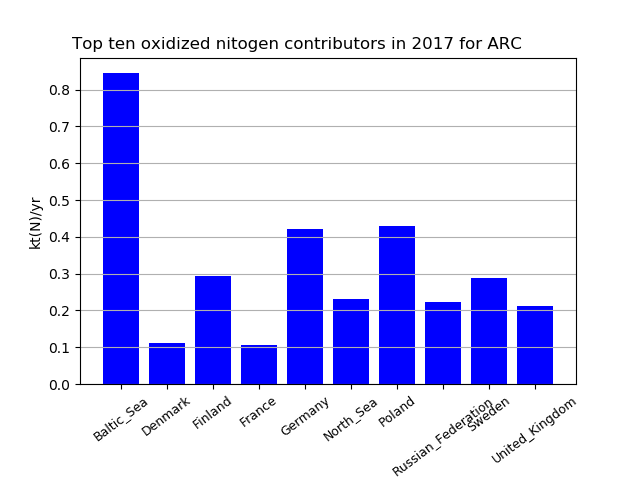 Top ten oxidized nitogen contributors in 2017 for ARC
kt(N)/yr
0.8
0.7
0.6
0.5
0.4
0.3
0.2
0.1
0.0
Baltic_Sea
Denmark
Finland
France
Germany
North_Sea
Poland
Russian_Federation
Sweden
United_Kingdom